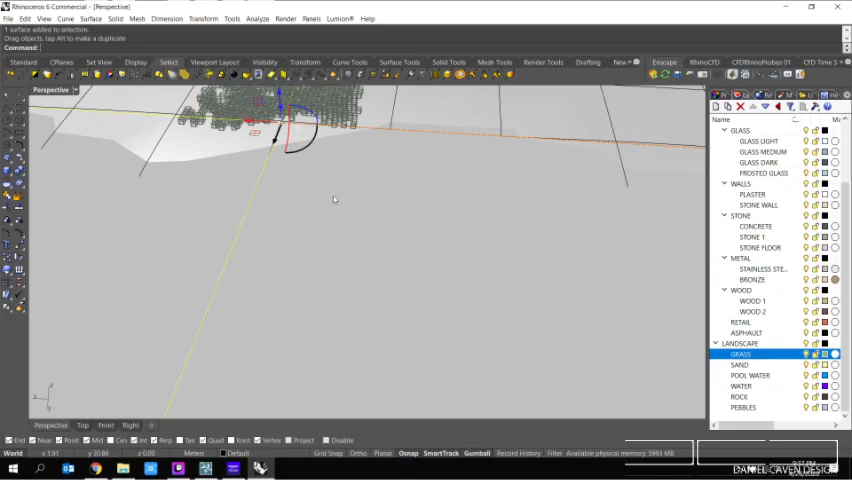 Rhinoceros 6 Commercial - [Perspective]
File Edit View Curve Surface Solid Mesh Dimension Transform Tools Analyze Render Panels Lumion® Help
1 surface added to selection.
Drag objects, tap Alt to make a duplicate
Command:
Standard CPlanes Set View Display Select Viewport Layout Visibility Transform Curve Tools Surface Tools Solid Tools Mesh Tools Render Tools Drafting New Enscape RhinoCFD CFDRhinoProbes 01 CFD Time S
Perspective
Name Ma
GLASS
GLASS LIGHT
GLASS MEDIUM
GLASS DARK
FROSTED GLASS
WALLS
PLASTER
STONE WALL
STONE
CONCRETE
STONE 1
STONE FLOOR
METAL
STAINLESS STE...
BRONZE
WOOD
WOOD 1
WOOD 2
RETAIL
ASPHAULT
LANDSCAPE
GRASS
SAND
POOL WATER
WATER
ROCK
PEBBLES
Perspective Top Front Right
End Near Point Mid Cen Int Perp Tan Quad Knot Vertex Project Disable
World x 1.91 y 30.86 z 0.00 Meters Default Grid Snap Ortho Planar Osnap SmartTrack Gumball Record History Filter Available physical memory: 5993 MB
9:37 PM
DANIEL CAVEN DESIGN